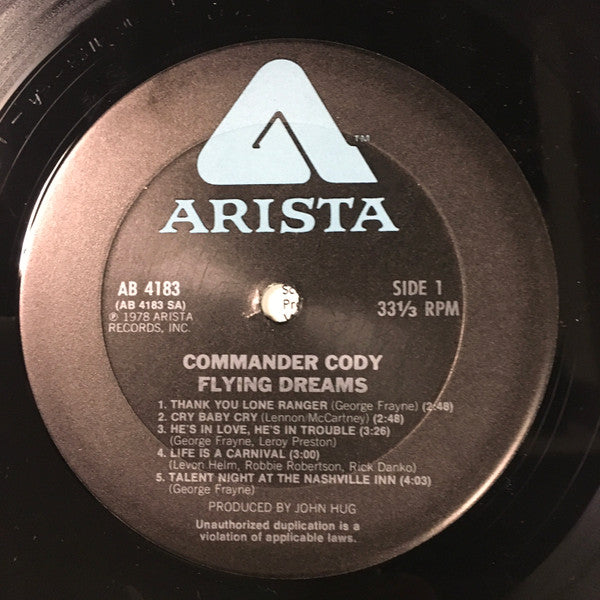 TM
ARISTA
AB 4183
(AB 4183 SA)
℗ 1978 ARISTA
RECORDS, INC.
SIDE 1
33⅓ RPM
COMMANDER CODY
FLYING DREAMS
1. THANK YOU LONE RANGER (George Frayne) (2:48)
2. CRY BABY CRY (Lennon/McCartney) (2:48)
3. HE'S IN LOVE, HE'S IN TROUBLE (3:26)
(George Frayne, Leroy Preston)
4. LIFE IS A CARNIVAL (3:00)
(Levon Helm, Robbie Robertson, Rick Danko)
5. TALENT NIGHT AT THE NASHVILLE INN (4:03)
(George Frayne)
PRODUCED BY JOHN HUG
Unauthorized duplication is a
violation of applicable laws.